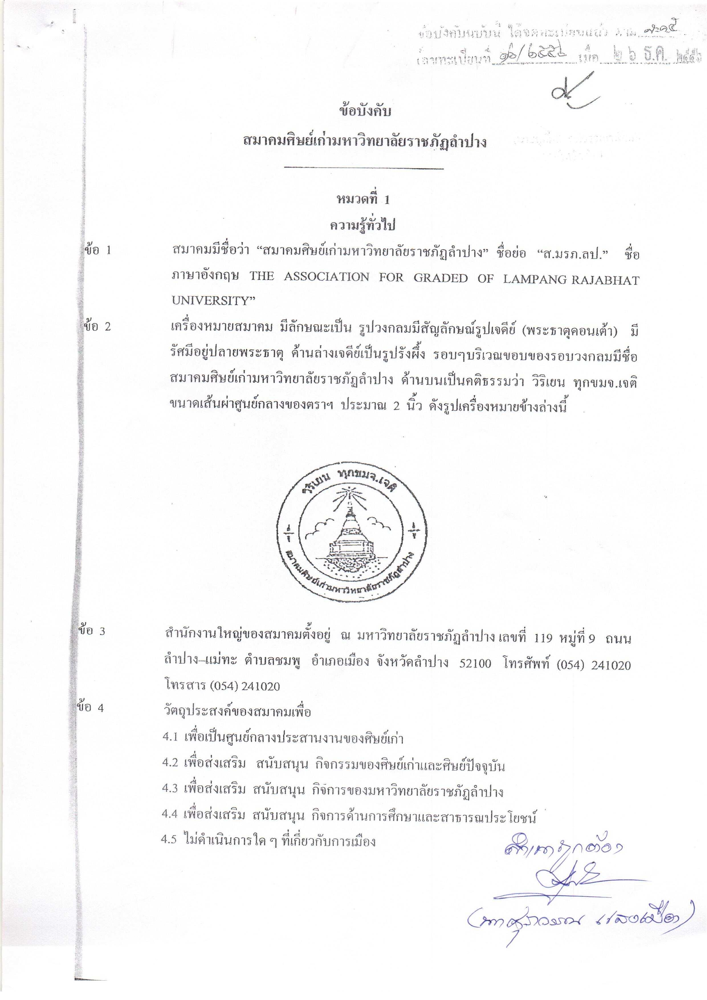 ข้อบังคับฉบับนี้ ได้จดทะเบียนแล้ว ตาม
เลขทะเบียนที่ ๑๖/๒๕๕๖ เมื่อ ๒๖ ธ.ค. ๒๕๕๖
ข้อบังคับ
สมาคมศิษย์เก่ามหาวิทยาลัยราชภัฏลำปาง
หมวดที่ 1
ความรู้ทั่วไป
ข้อ 1 สมาคมมีชื่อว่า “สมาคมศิษย์เก่ามหาวิทยาลัยราชภัฏลำปาง” ชื่อย่อ “ส.มรภ.ลป.” ชื่อ
ภาษาอังกฤษ THE ASSOCIATION FOR GRADED OF LAMPANG RAJABHAT
UNIVERSITY”
ข้อ 2 เครื่องหมายสมาคม มีลักษณะเป็น รูปวงกลมมีสัญลักษณ์รูปเจดีย์ (พระธาตุดอนเต้า) มี
รัศมีอยู่ปลายพระธาตุ ด้านล่างเจดีย์เป็นรูปรังผึ้ง รอบๆบริเวณขอบของรอบวงกลมมีชื่อ
สมาคมศิษย์เก่ามหาวิทยาลัยราชภัฏลำปาง ด้านบนเป็นคติธรรมว่า วิริเยน ทุกขมจ.เจติ
ขนาดเส้นผ่าศูนย์กลางของตราฯ ประมาณ 2 นิ้ว ดังรูปเครื่องหมายข้างล่างนี้
วิริเยน ทุกขมจ.เจติ
สมาคมศิษย์เก่ามหาวิทยาลัยราชภัฏลำปาง
ข้อ 3 สำนักงานใหญ่ของสมาคมตั้งอยู่ ณ มหาวิทยาลัยราชภัฏลำปาง เลขที่ 119 หมู่ที่ 9 ถนน
ลำปาง–แม่ทะ ตำบลชมพู อำเภอเมือง จังหวัดลำปาง 52100 โทรศัพท์ (054) 241020
โทรสาร (054) 241020
ข้อ 4 วัตถุประสงค์ของสมาคมเพื่อ
4.1 เพื่อเป็นศูนย์กลางประสานงานของศิษย์เก่า
4.2 เพื่อส่งเสริม สนับสนุน กิจกรรมของศิษย์เก่าและศิษย์ปัจจุบัน
4.3 เพื่อส่งเสริม สนับสนุน กิจการของมหาวิทยาลัยราชภัฏลำปาง
4.4 เพื่อส่งเสริม สนับสนุน กิจการด้านการศึกษาและสาธารณประโยชน์
4.5 ไม่ดำเนินการใด ๆ ที่เกี่ยวกับการเมือง
สำเนาถูกต้อง